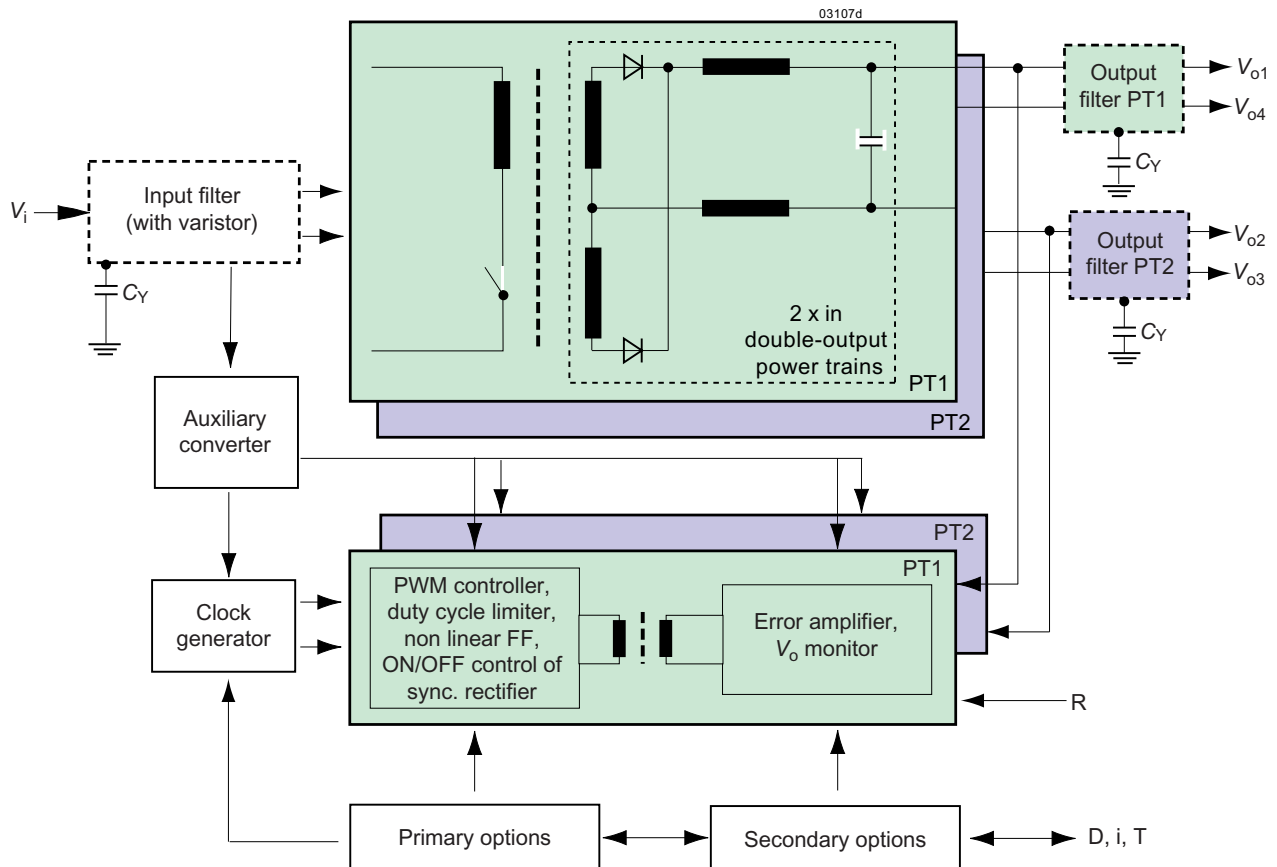 03107d
Output
filter PT1
Vo1
Vo4
CY
Input filter
(with varistor)
Vi
CY
Output
filter PT2
Vo2
Vo3
CY
2 x in
double-output
power trains
PT1
PT2
Auxiliary
converter
PT2
PT1
Clock
generator
PWM controller,
duty cycle limiter,
non linear FF,
ON/OFF control of
sync. rectifier
Error amplifier,
Vo monitor
R
Primary options
Secondary options
D, i, T